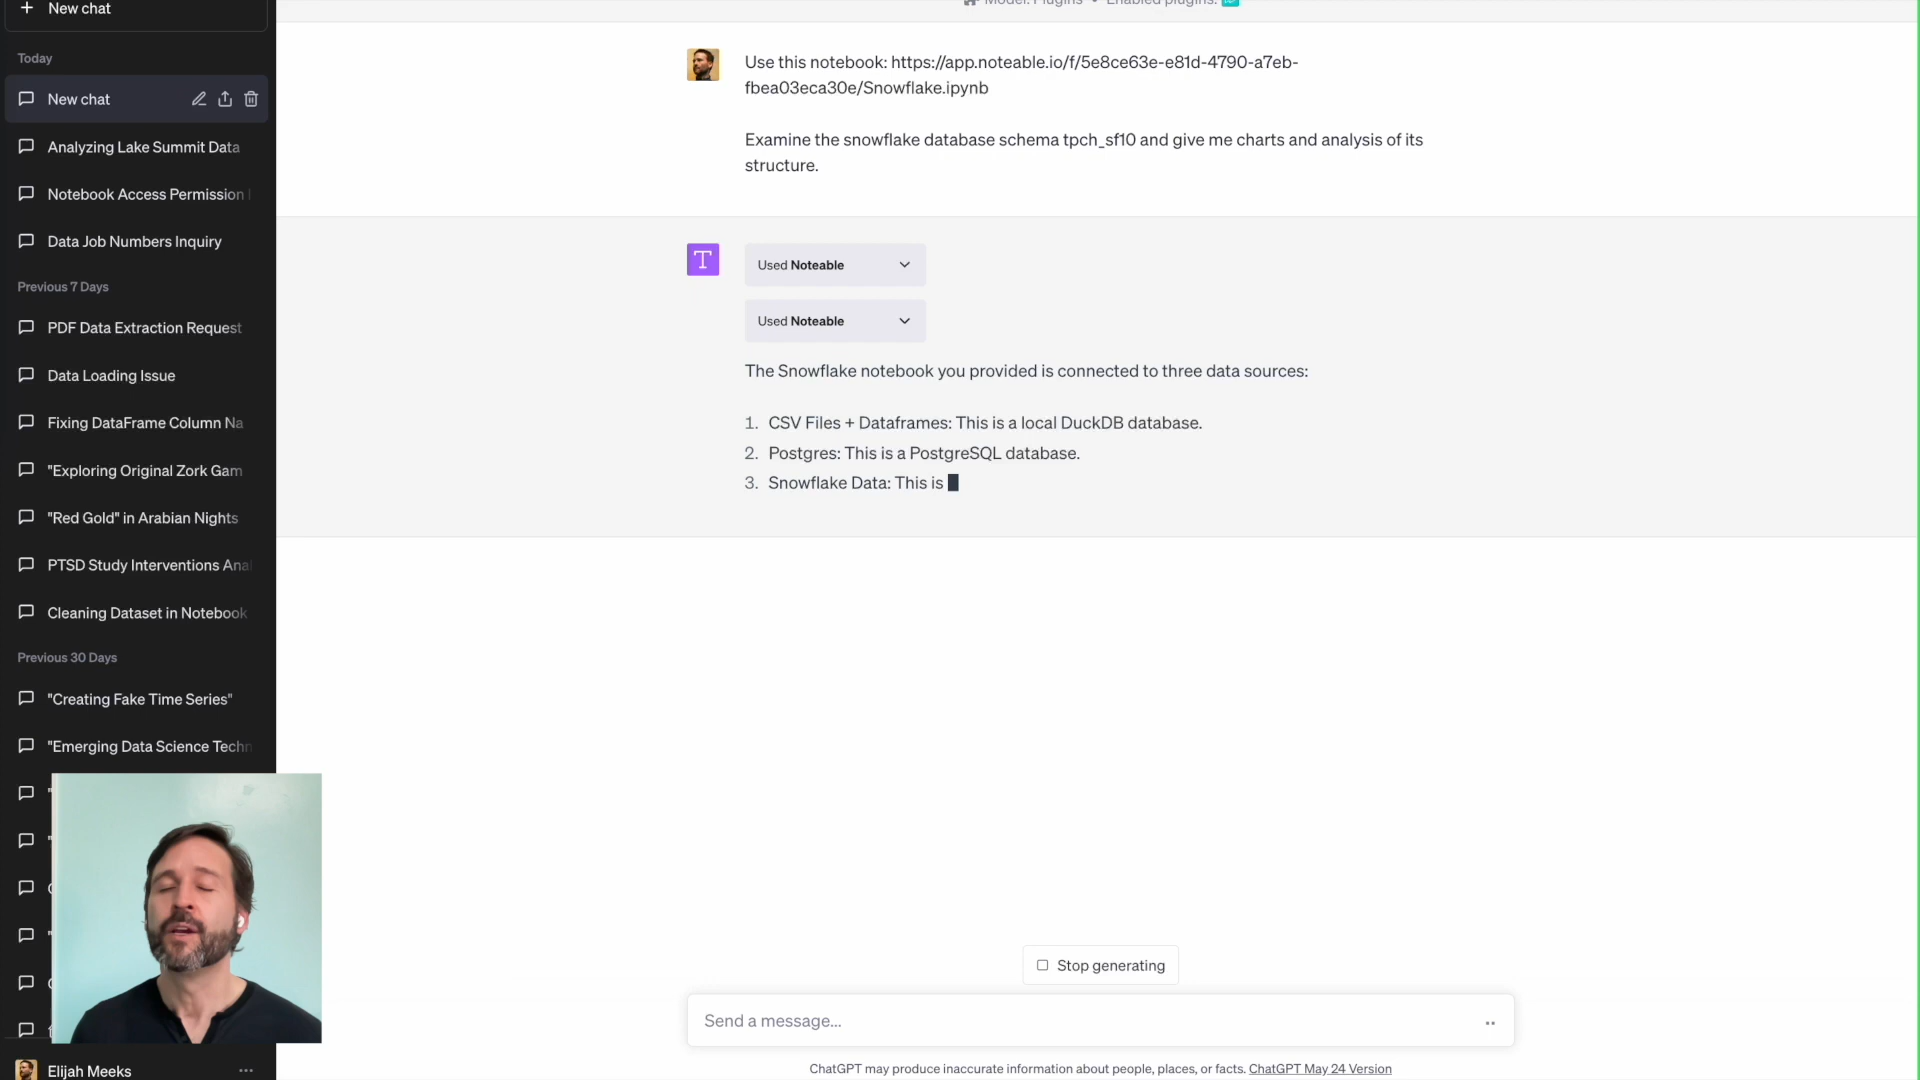 New chat
Today
New chat
Analyzing Lake Summit Data
Notebook Access Permission
Data Job Numbers Inquiry
Previous 7 Days
PDF Data Extraction Request
Data Loading Issue
Fixing DataFrame Column Na
"Exploring Original Zork Gam
"Red Gold" in Arabian Nights
PTSD Study Interventions Ana
Cleaning Dataset in Notebook
Previous 30 Days
"Creating Fake Time Series"
"Emerging Data Science Techn
Elijah Meeks
Model: Plugins • Enabled plugins:
Use this notebook: https://app.noteable.io/f/5e8ce63e-e81d-4790-a7eb-
fbea03eca30e/Snowflake.ipynb
Examine the snowflake database schema tpch_sf10 and give me charts and analysis of its
structure.
T
Used Noteable
Used Noteable
The Snowflake notebook you provided is connected to three data sources:
1. CSV Files + Dataframes: This is a local DuckDB database.
2. Postgres: This is a PostgreSQL database.
3. Snowflake Data: This is
Stop generating
Send a message...
ChatGPT may produce inaccurate information about people, places, or facts. ChatGPT May 24 Version